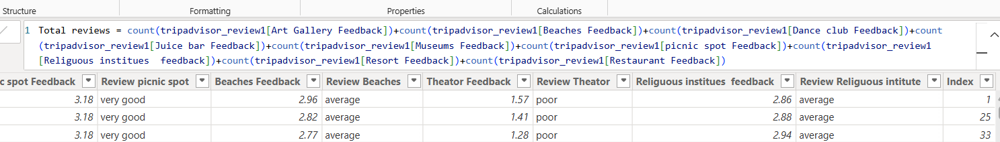 Structure Formatting Properties Calculations
1 Total reviews = count(tripadvisor_review1[Art Gallery Feedback])+count(tripadvisor_review1[Beaches Feedback])+count(tripadvisor_review1[Dance club Feedback])+count
(tripadvisor_review1[Juice bar Feedback])+count(tripadvisor_review1[Museums Feedback])+count(tripadvisor_review1[picnic spot Feedback])+count(tripadvisor_review1
[Religuous institues  feedback])+count(tripadvisor_review1[Resort Feedback])+count(tripadvisor_review1[Restaurant Feedback])
c spot Feedback Review picnic spot Beaches Feedback Review Beaches Theator Feedback Review Theator Religuous institues  feedback Review Religuous intitute Index
3.18 very good 2.96 average 1.57 poor 2.86 average 1
3.18 very good 2.82 average 1.41 poor 2.88 average 25
3.18 very good 2.77 average 1.28 poor 2.94 average 33